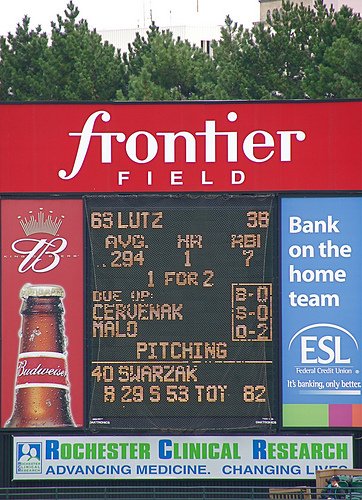 frontier
FIELD
63 LUTZ 38
AVG. HR RBI
.294 1 7
1 FOR 2
DUE UP:
CERVENAK
MALO
B-0
S-0
O-2
PITCHING
40 SWARZAK
B 29 S 53 TOT 82
B
Budweiser
Bank
on the
home
team
ESL
Federal Credit Union
It's banking, only better.
ROCHESTER CLINICAL RESEARCH
ADVANCING MEDICINE. CHANGING LIVES